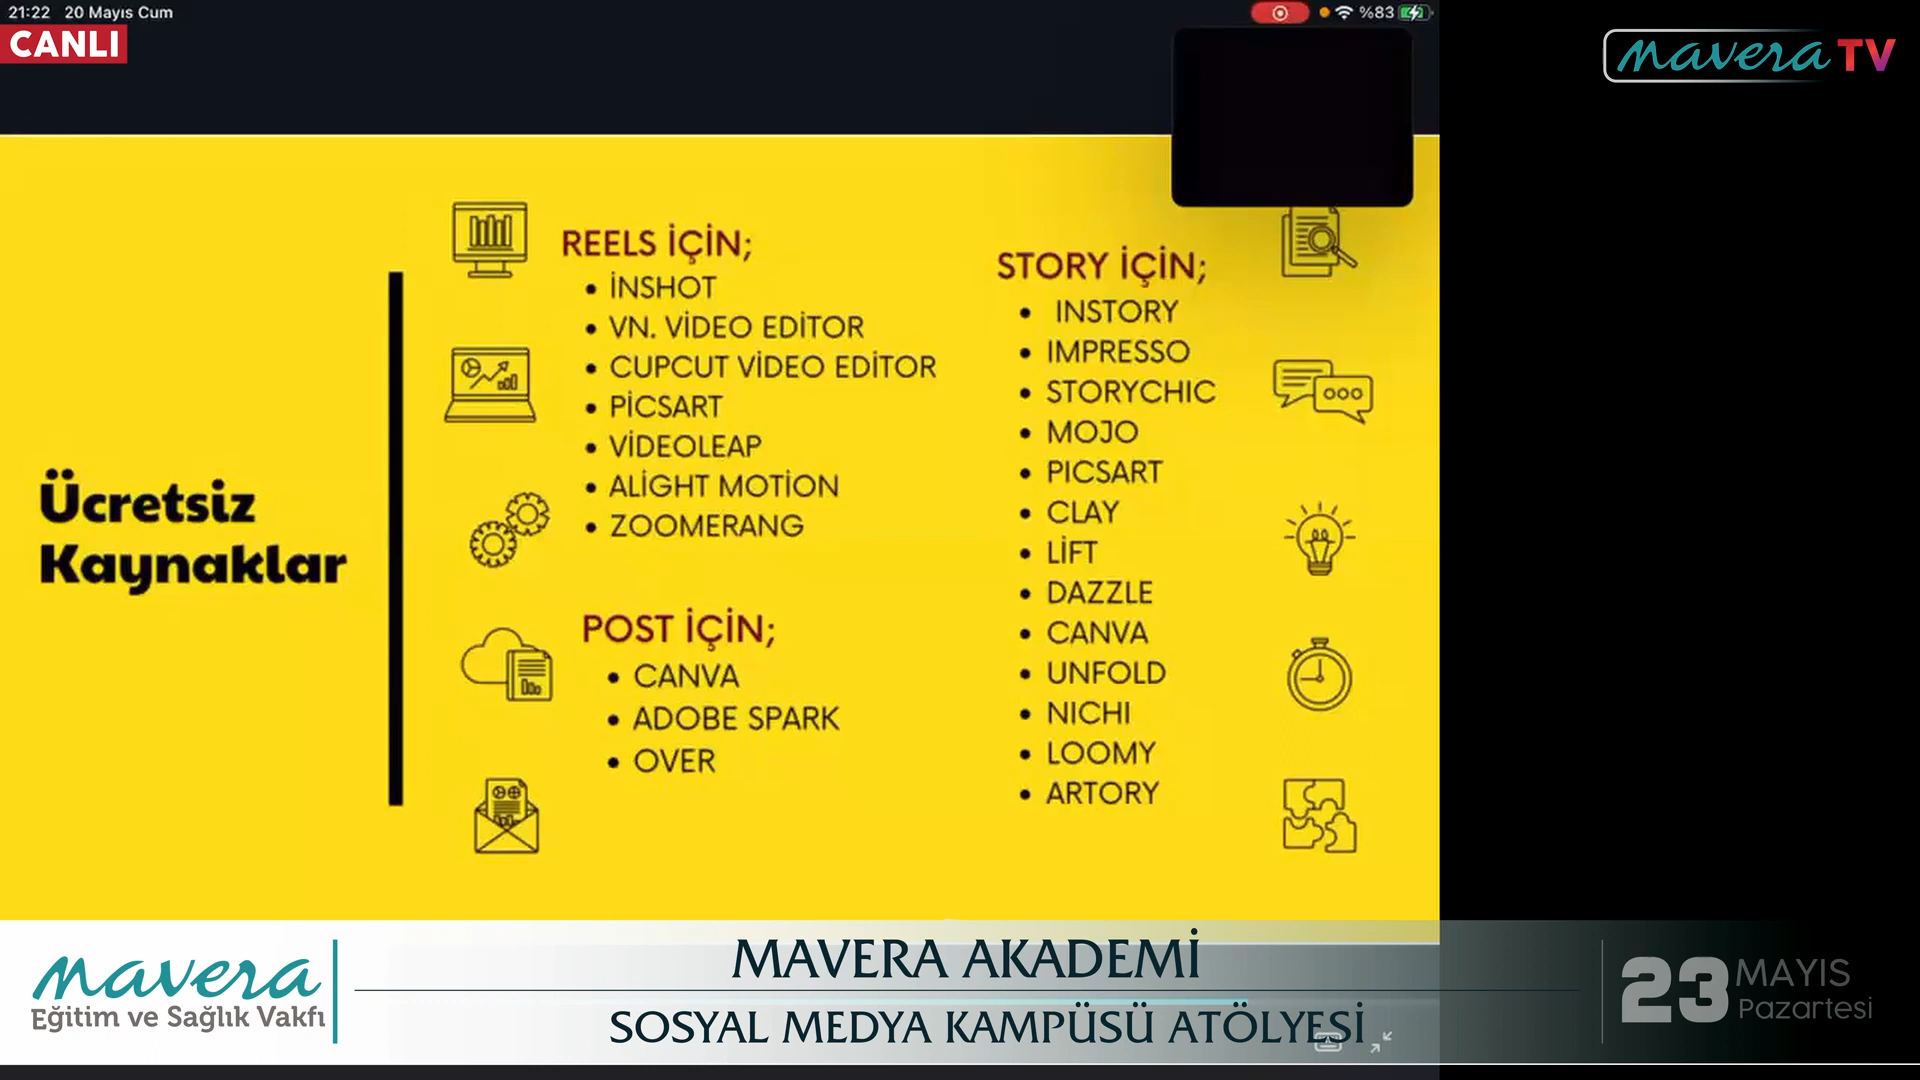 21:22 20 Mayıs Cum
%83
CANLI
mavera TV
Ücretsiz
Kaynaklar
REELS İÇİN;
• İNSHOT
• VN. VİDEO EDİTOR
• CUPCUT VİDEO EDİTOR
• PİCSART
• VİDEOLEAP
• ALİGHT MOTİON
• ZOOMERANG
POST İÇİN;
• CANVA
• ADOBE SPARK
• OVER
STORY İÇİN;
• INSTORY
• IMPRESSO
• STORYCHIC
• MOJO
• PICSART
• CLAY
• LİFT
• DAZZLE
• CANVA
• UNFOLD
• NICHI
• LOOMY
• ARTORY
mavera
Eğitim ve Sağlık Vakfı
MAVERA AKADEMİ
SOSYAL MEDYA KAMPÜSÜ ATÖLYESİ
23 MAYIS
Pazartesi